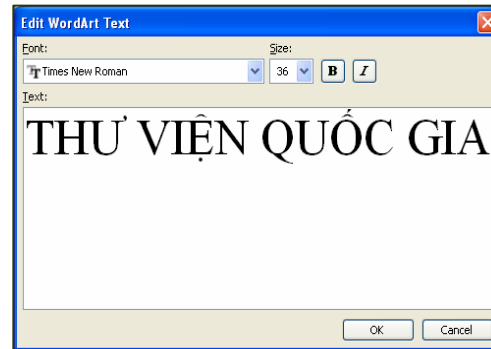 Edit WordArt Text
Font: Size:
Times New Roman 36 B I
Text:
THƯ VIỆN QUỐC GIA
OK Cancel